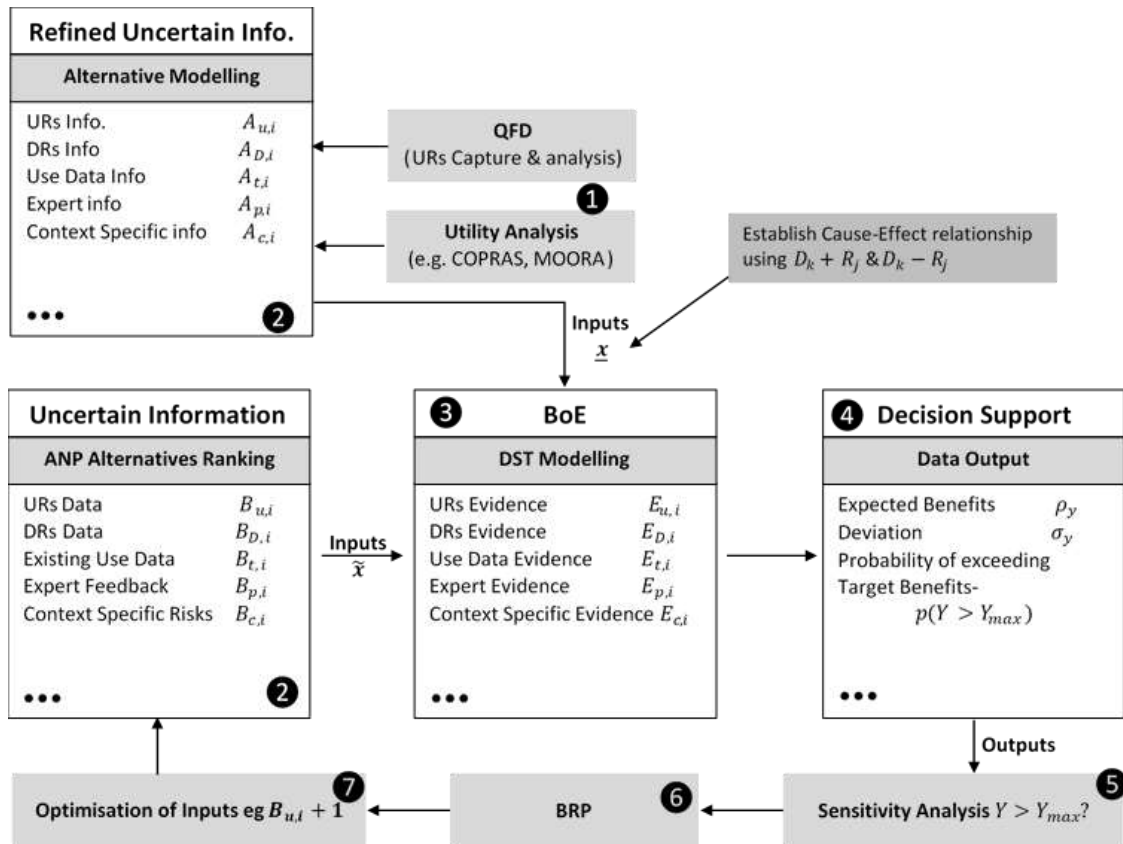 Refined Uncertain Info.
Alternative Modelling
URs Info. A_{u,i}
DRs Info A_{D,i}
Use Data Info A_{t,i}
Expert info A_{p,i}
Context Specific info A_{c,i}
●●● 2
QFD
(URs Capture & analysis)
1
Utility Analysis
(e.g. COPRAS, MOORA)
Establish Cause-Effect relationship
using D_k + R_j & D_k − R_j
Inputs
x̲
Uncertain Information
ANP Alternatives Ranking
URs Data B_{u,i}
DRs Data B_{D,i}
Existing Use Data B_{t,i}
Expert Feedback B_{p,i}
Context Specific Risks B_{c,i}
●●● 2
Inputs
x̃
3 BoE
DST Modelling
URs Evidence E_{u,i}
DRs Evidence E_{D,i}
Use Data Evidence E_{t,i}
Expert Evidence E_{p,i}
Context Specific Evidence E_{c,i}
●●●
4 Decision Support
Data Output
Expected Benefits ρ_y
Deviation σ_y
Probability of exceeding
Target Benefits-
p(Y > Y_{max})
●●●
Outputs
Sensitivity Analysis Y > Y_{max}? 5
BRP 6
Optimisation of Inputs eg B_{u,i} + 1 7